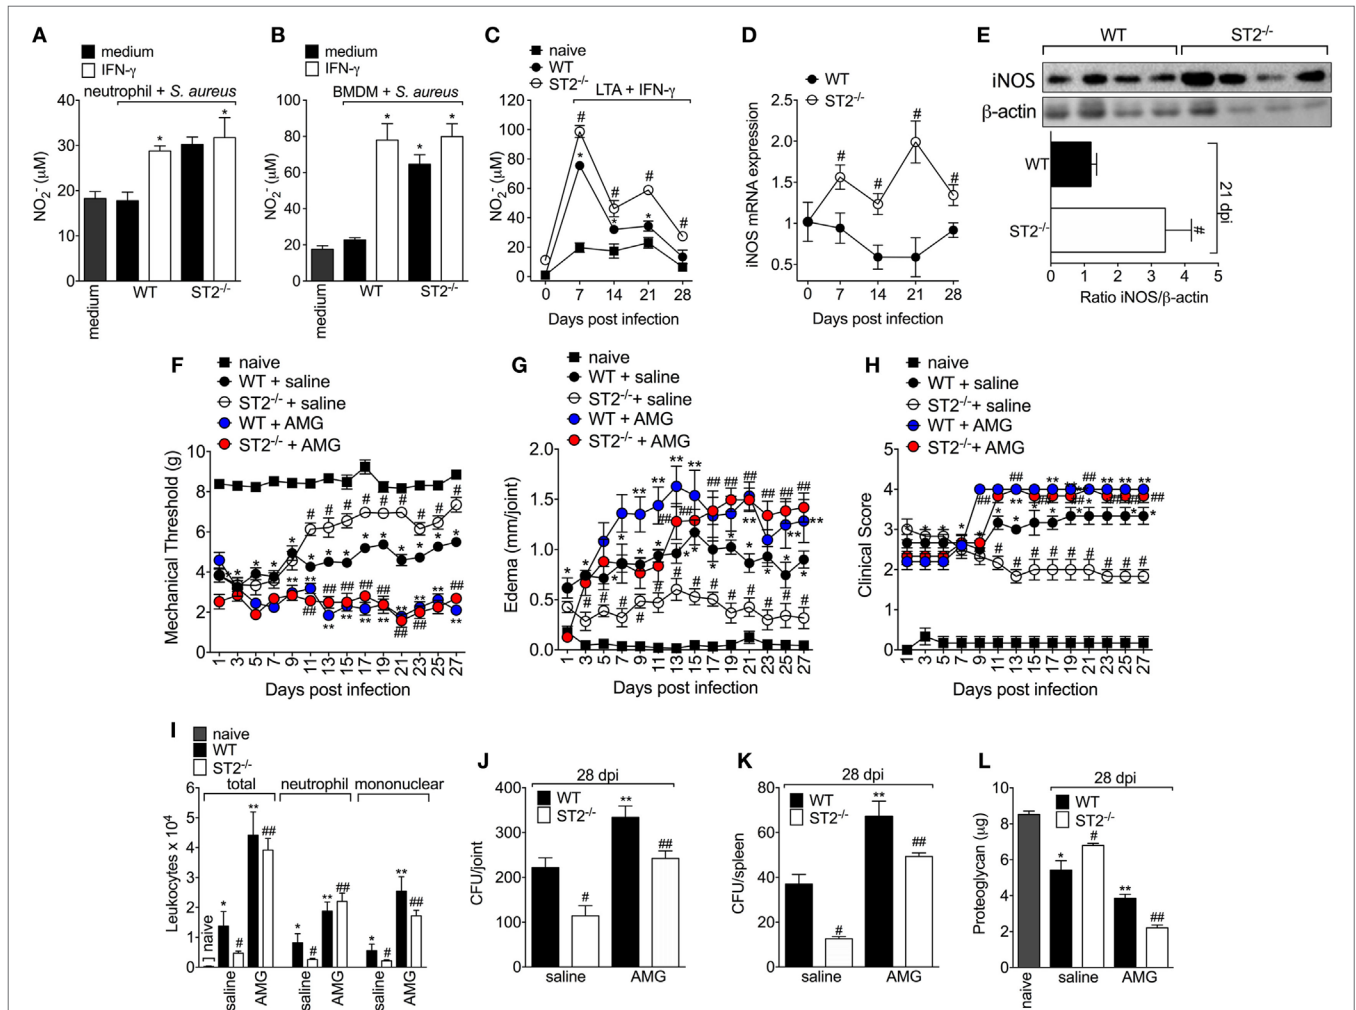 A
medium
IFN-γ
neutrophil + S. aureus
NO2- (μM)
40
30
20
10
0
*
*
medium
WT
ST2-/-
B
medium
IFN-γ
BMDM + S. aureus
NO2- (μM)
100
80
60
40
20
0
*
*
*
medium
WT
ST2-/-
C
naive
WT
ST2-/-
LTA + IFN-γ
NO2- (μM)
120
100
80
60
40
20
0
#
*
#
*
#
*
#
0 7 14 21 28
Days post infection
D
WT
ST2-/-
iNOS mRNA expression
2.5
2.0
1.5
1
0.5
#
#
#
#
0 7 14 21 28
Days post infection
E
WT
ST2-/-
iNOS
β-actin
WT
ST2-/-
#
21 dpi
0 1 2 3 4 5
Ratio iNOS/β-actin
F
naive
WT + saline
ST2-/- + saline
WT + AMG
ST2-/- + AMG
Mechanical Threshold (g)
10
8
6
4
2
0
1 3 5 7 9 11 13 15 17 19 21 23 25 27
Days post infection
G
naive
WT + saline
ST2-/-+ saline
WT + AMG
ST2-/- + AMG
Edema (mm/joint)
2.0
1.5
1.0
0.5
0.0
1 3 5 7 9 11 13 15 17 19 21 23 25 27
Days post infection
H
naive
WT + saline
ST2-/-+ saline
WT + AMG
ST2-/-+ AMG
Clinical Score
5
4
3
2
1
0
1 3 5 7 9 11 13 15 17 19 21 23 25 27
Days post infection
I
naive
WT
ST2-/-
total neutrophil mononuclear
Leukocytes x 104
6
5
4
3
2
1
0
] naive
*
#
**
##
*
#
**
##
*
#
**
##
saline AMG saline AMG saline AMG
J
28 dpi
WT
ST2-/-
CFU/joint
400
300
200
100
0
#
**
##
saline AMG
K
28 dpi
WT
ST2-/-
CFU/spleen
80
60
40
20
0
#
**
##
saline AMG
L
28 dpi
WT
ST2-/-
Proteoglycan (μg)
10
8
6
4
2
0
*
#
**
##
naive
saline AMG